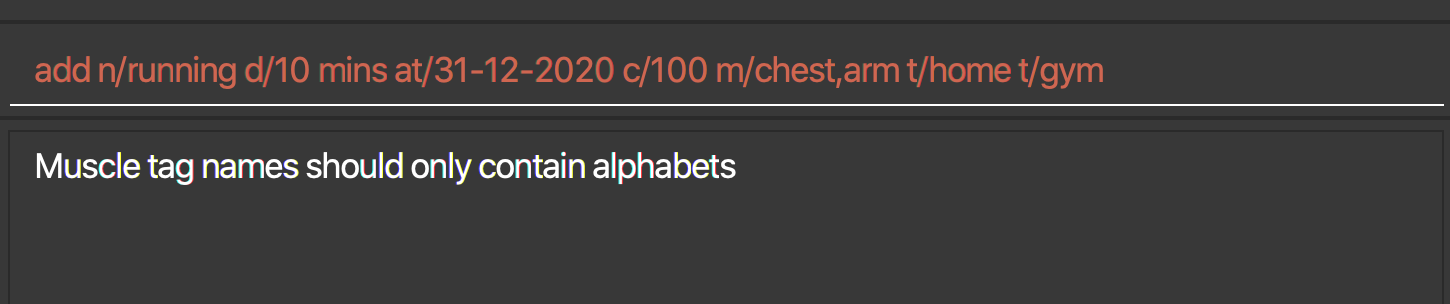 add n/running d/10 mins at/31-12-2020 c/100 m/chest,arm t/home t/gym
Muscle tag names should only contain alphabets